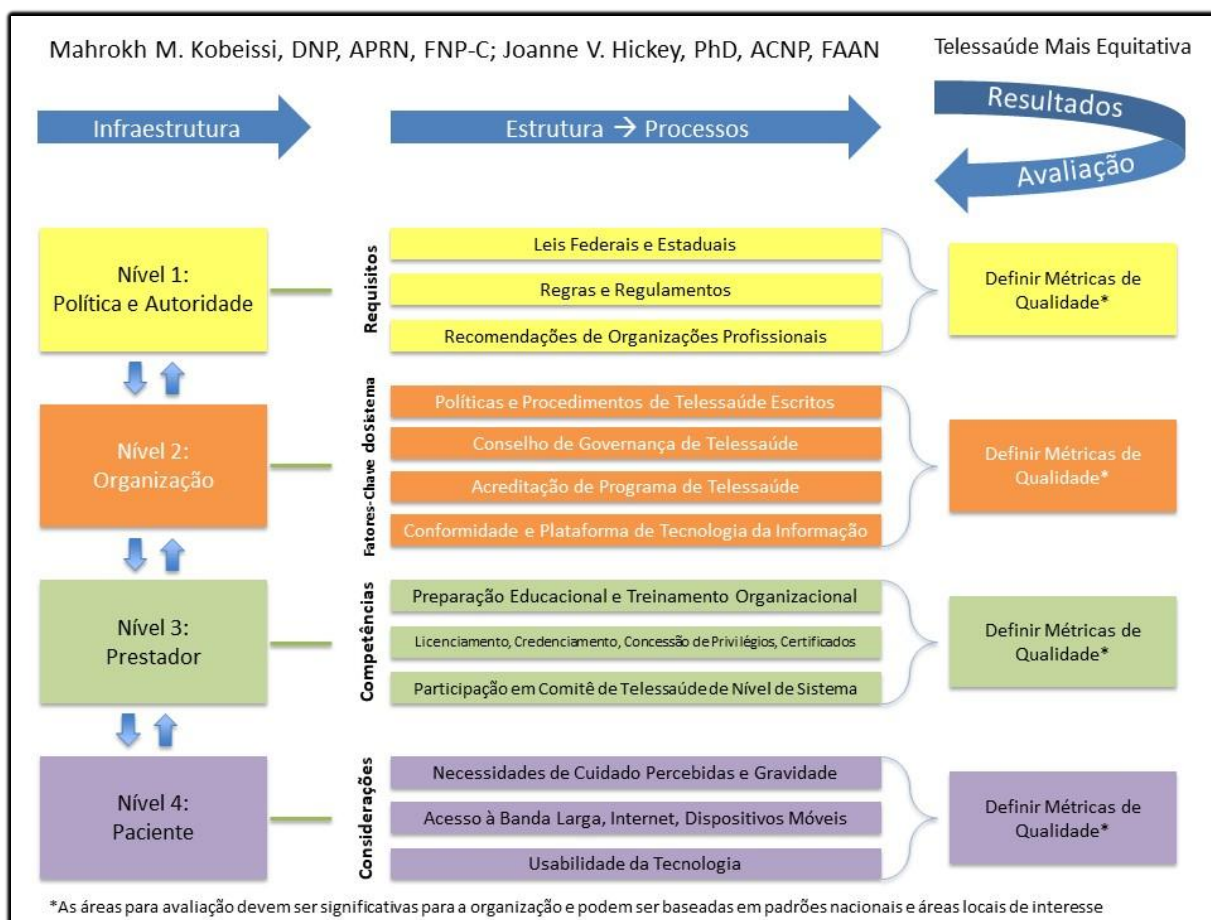 Mahrokh M. Kobeissi, DNP, APRN, FNP-C; Joanne V. Hickey, PhD, ACNP, FAAN
Telessaúde Mais Equitativa
Infraestrutura
Estrutura → Processos
Resultados
Avaliação
Nível 1:
Política e Autoridade
Requisitos
Leis Federais e Estaduais
Regras e Regulamentos
Recomendações de Organizações Profissionais
Definir Métricas de
Qualidade*
Nível 2:
Organização
Fatores-Chave dosistema
Políticas e Procedimentos de Telessaúde Escritos
Conselho de Governança de Telessaúde
Acreditação de Programa de Telessaúde
Conformidade e Plataforma de Tecnologia da Informação
Definir Métricas de
Qualidade*
Nível 3:
Prestador
Competências
Preparação Educacional e Treinamento Organizacional
Licenciamento, Credenciamento, Concessão de Privilégios, Certificados
Participação em Comitê de Telessaúde de Nível de Sistema
Definir Métricas de
Qualidade*
Nível 4:
Paciente
Considerações
Necessidades de Cuidado Percebidas e Gravidade
Acesso à Banda Larga, Internet, Dispositivos Móveis
Usabilidade da Tecnologia
Definir Métricas de
Qualidade*
*As áreas para avaliação devem ser significativas para a organização e podem ser baseadas em padrões nacionais e áreas locais de interesse